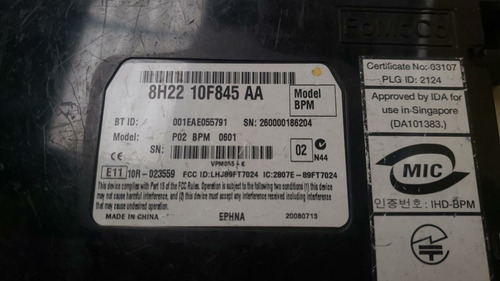 FoMoCo
8H22 10F845 AA
Model
BPM
BT ID: 001EAE055791 SN: 260000186204
Model: P02 BPM 0601
SN:
VPM055-K
02
N44
CE
E11 10R-023559 FCC ID:LHJ89FT7024 IC:2807E-89FT7024
This device complies with Part 15 of the FCC Rules. Operation is subject to the following two conditions (1) this device
may not cause harmful interference, and (2) this device must accept any interference received, including interference
that may cause undesired operation.
MADE IN CHINA EPHNA 20080713
Certificate No:-03107
PLG ID: 2124
Approved by IDA for
use in-Singapore
(DA101383.)
MIC
인증번호: IHD-BPM